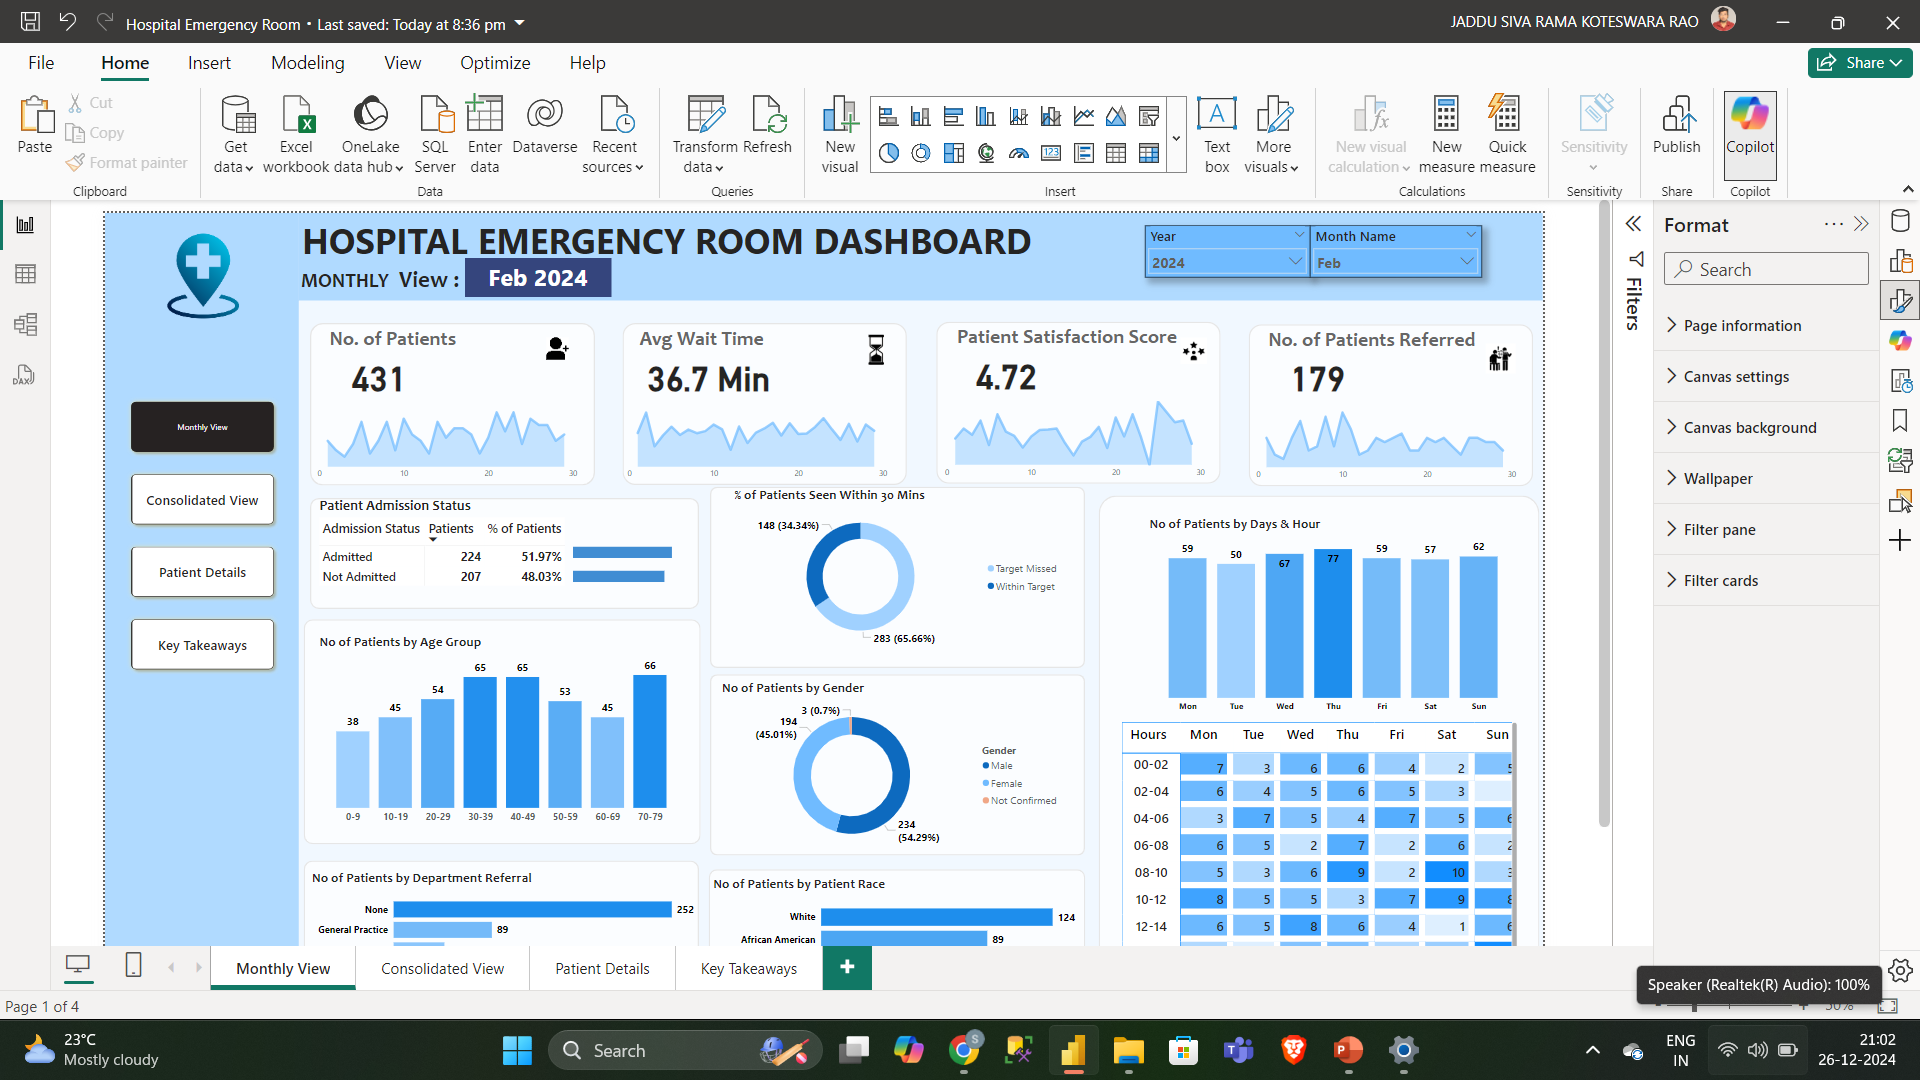 Hospital Emergency Room • Last saved: Today at 8:36 pm
JADDU SIVA RAMA KOTESWARA RAO
File Home Insert Modeling View Optimize Help
Share
Paste
Cut
Copy
Format painter
Clipboard
Get data
Excel workbook
OneLake data hub
SQL Server
Enter data
Dataverse
Recent sources
Data
Transform data
Refresh
Queries
New visual
Text box
More visuals
Insert
New visual calculation
New measure
Quick measure
Calculations
Sensitivity
Sensitivity
Publish
Share
Copilot
Copilot
HOSPITAL EMERGENCY ROOM DASHBOARD
MONTHLY View :
Feb 2024
Year
2024
Month Name
Feb
Monthly View
Consolidated View
Patient Details
Key Takeaways
No. of Patients
431
0 10 20 30
Avg Wait Time
36.7 Min
0 10 20 30
Patient Satisfaction Score
4.72
0 10 20 30
No. of Patients Referred
179
0 10 20 30
Patient Admission Status
Admission Status Patients % of Patients
Admitted 224 51.97%
Not Admitted 207 48.03%
% of Patients Seen Within 30 Mins
148 (34.34%)
283 (65.66%)
Target Missed
Within Target
No of Patients by Age Group
38 45 54 65 65 53 45 66
0-9 10-19 20-29 30-39 40-49 50-59 60-69 70-79
No of Patients by Gender
3 (0.7%)
194
(45.01%)
234
(54.29%)
Gender
Male
Female
Not Confirmed
No of Patients by Days & Hour
59 50 67 77 59 57 62
Mon Tue Wed Thu Fri Sat Sun
Hours Mon Tue Wed Thu Fri Sat Sun
00-02 7 3 6 6 4 2 5
02-04 6 4 5 6 5 3
04-06 3 7 5 4 7 5 6
06-08 6 5 2 7 2 6 2
08-10 5 3 6 9 2 10 3
10-12 8 5 5 3 7 9 8
12-14 6 5 8 6 4 1 6
No of Patients by Department Referral
None 252
General Practice 89
No of Patients by Patient Race
White 124
African American 89
Filters
Format
Search
Page information
Canvas settings
Canvas background
Wallpaper
Filter pane
Filter cards
Monthly View Consolidated View Patient Details Key Takeaways
Page 1 of 4
Speaker (Realtek(R) Audio): 100%
23°C
Mostly cloudy
Search
ENG
IN
21:02
26-12-2024